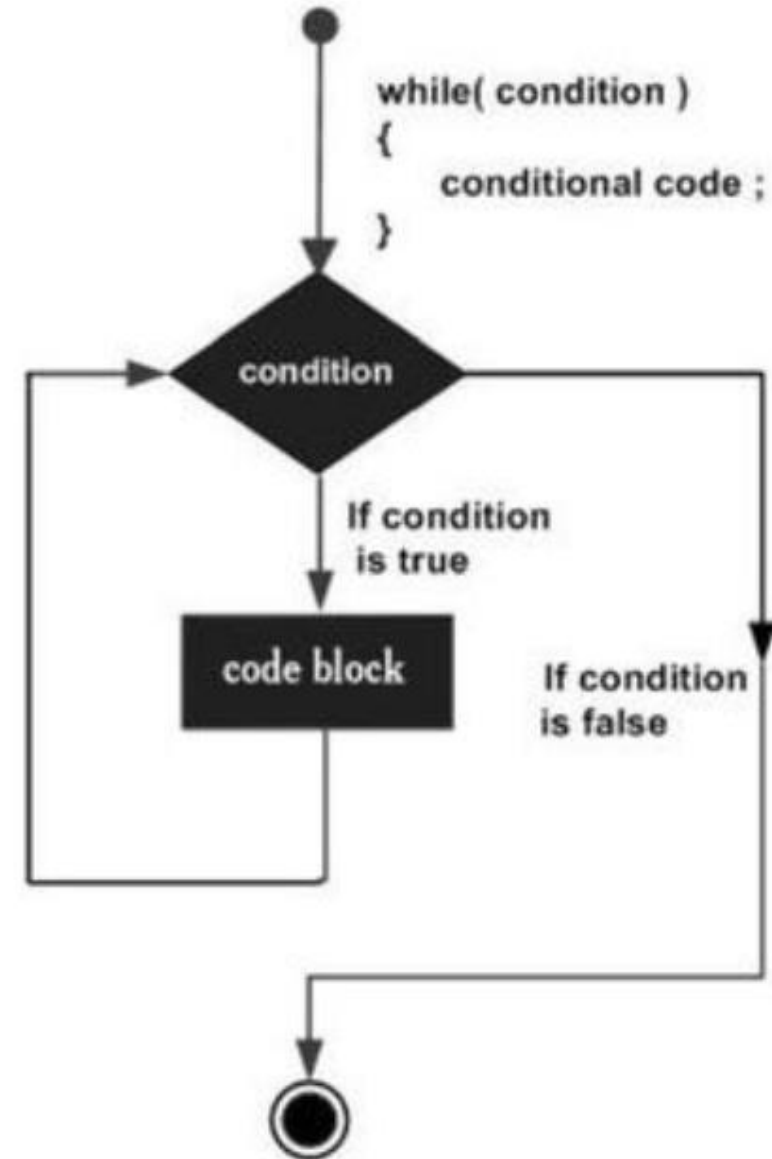 while( condition )
{
conditional code ;
}
condition
If condition
is true
code block
If condition
is false